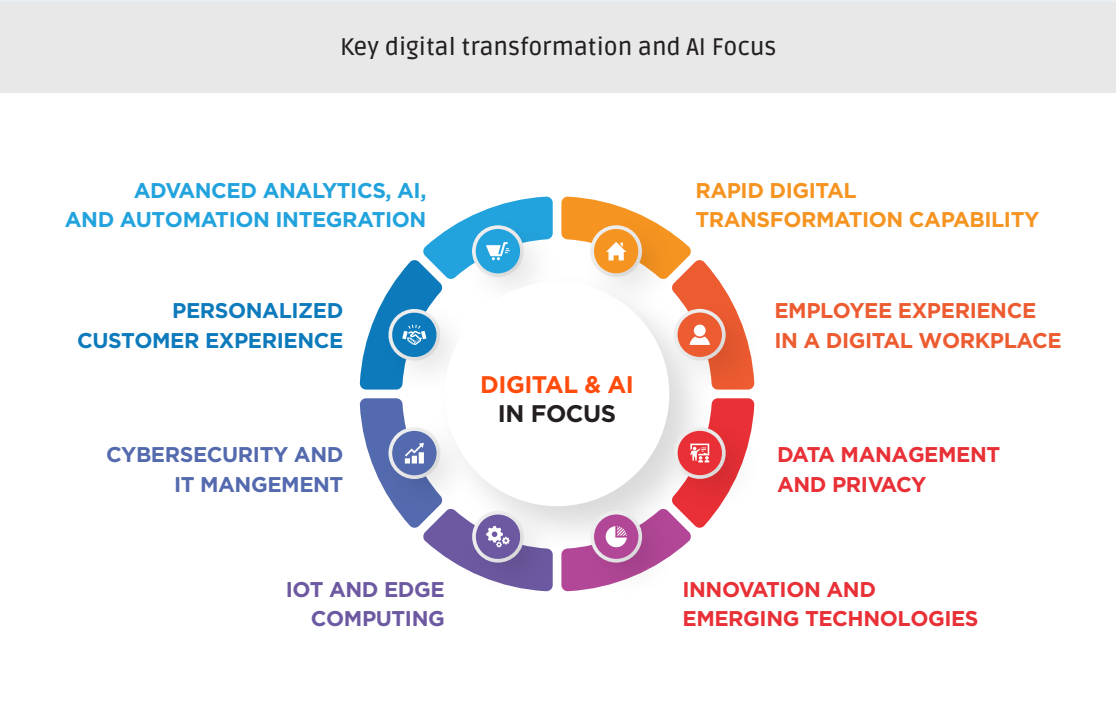 Key digital transformation and AI Focus
ADVANCED ANALYTICS, AI,
AND AUTOMATION INTEGRATION
RAPID DIGITAL
TRANSFORMATION CAPABILITY
PERSONALIZED
CUSTOMER EXPERIENCE
EMPLOYEE EXPERIENCE
IN A DIGITAL WORKPLACE
DIGITAL & AI
IN FOCUS
CYBERSECURITY AND
IT MANGEMENT
DATA MANAGEMENT
AND PRIVACY
IOT AND EDGE
COMPUTING
INNOVATION AND
EMERGING TECHNOLOGIES